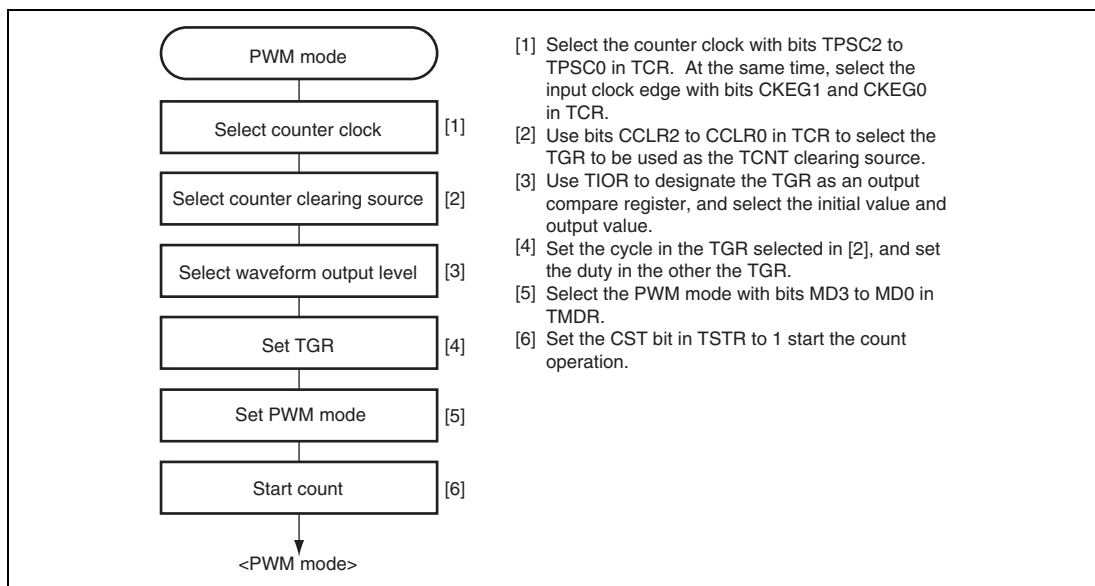 PWM mode
Select counter clock
[1]
Select counter clearing source
[2]
Select waveform output level
[3]
Set TGR
[4]
Set PWM mode
[5]
Start count
[6]
<PWM mode>
[1] Select the counter clock with bits TPSC2 to
TPSC0 in TCR. At the same time, select the
input clock edge with bits CKEG1 and CKEG0
in TCR.
[2] Use bits CCLR2 to CCLR0 in TCR to select the
TGR to be used as the TCNT clearing source.
[3] Use TIOR to designate the TGR as an output
compare register, and select the initial value and
output value.
[4] Set the cycle in the TGR selected in [2], and set
the duty in the other the TGR.
[5] Select the PWM mode with bits MD3 to MD0 in
TMDR.
[6] Set the CST bit in TSTR to 1 start the count
operation.